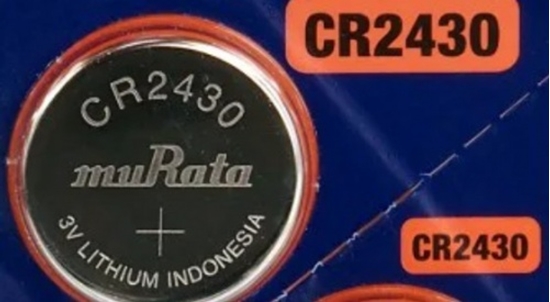 CR2430
CR2430
muRata
+
3V LITHIUM INDONESIA
CR2430